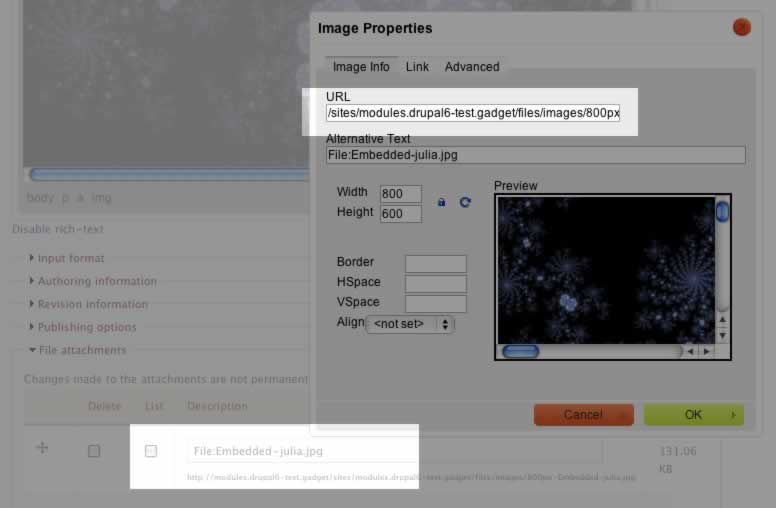 Image Properties
Image Info Link Advanced
URL
/sites/modules.drupal6-test.gadget/files/images/800px
Alternative Text
File:Embedded-julia.jpg
Width 800
Height 600
Preview
Border
HSpace
VSpace
Align <not set>
Cancel
OK
body p a img
Disable rich-text
Input format
Authoring information
Revision information
Publishing options
File attachments
Changes made to the attachments are not permanent
Delete List Description
File:Embedded-julia.jpg
131.06
KB
http://modules.drupal6-test.gadget/sites/modules.drupal6-test.gadget/files/images/800px-Embedded-julia.jpg